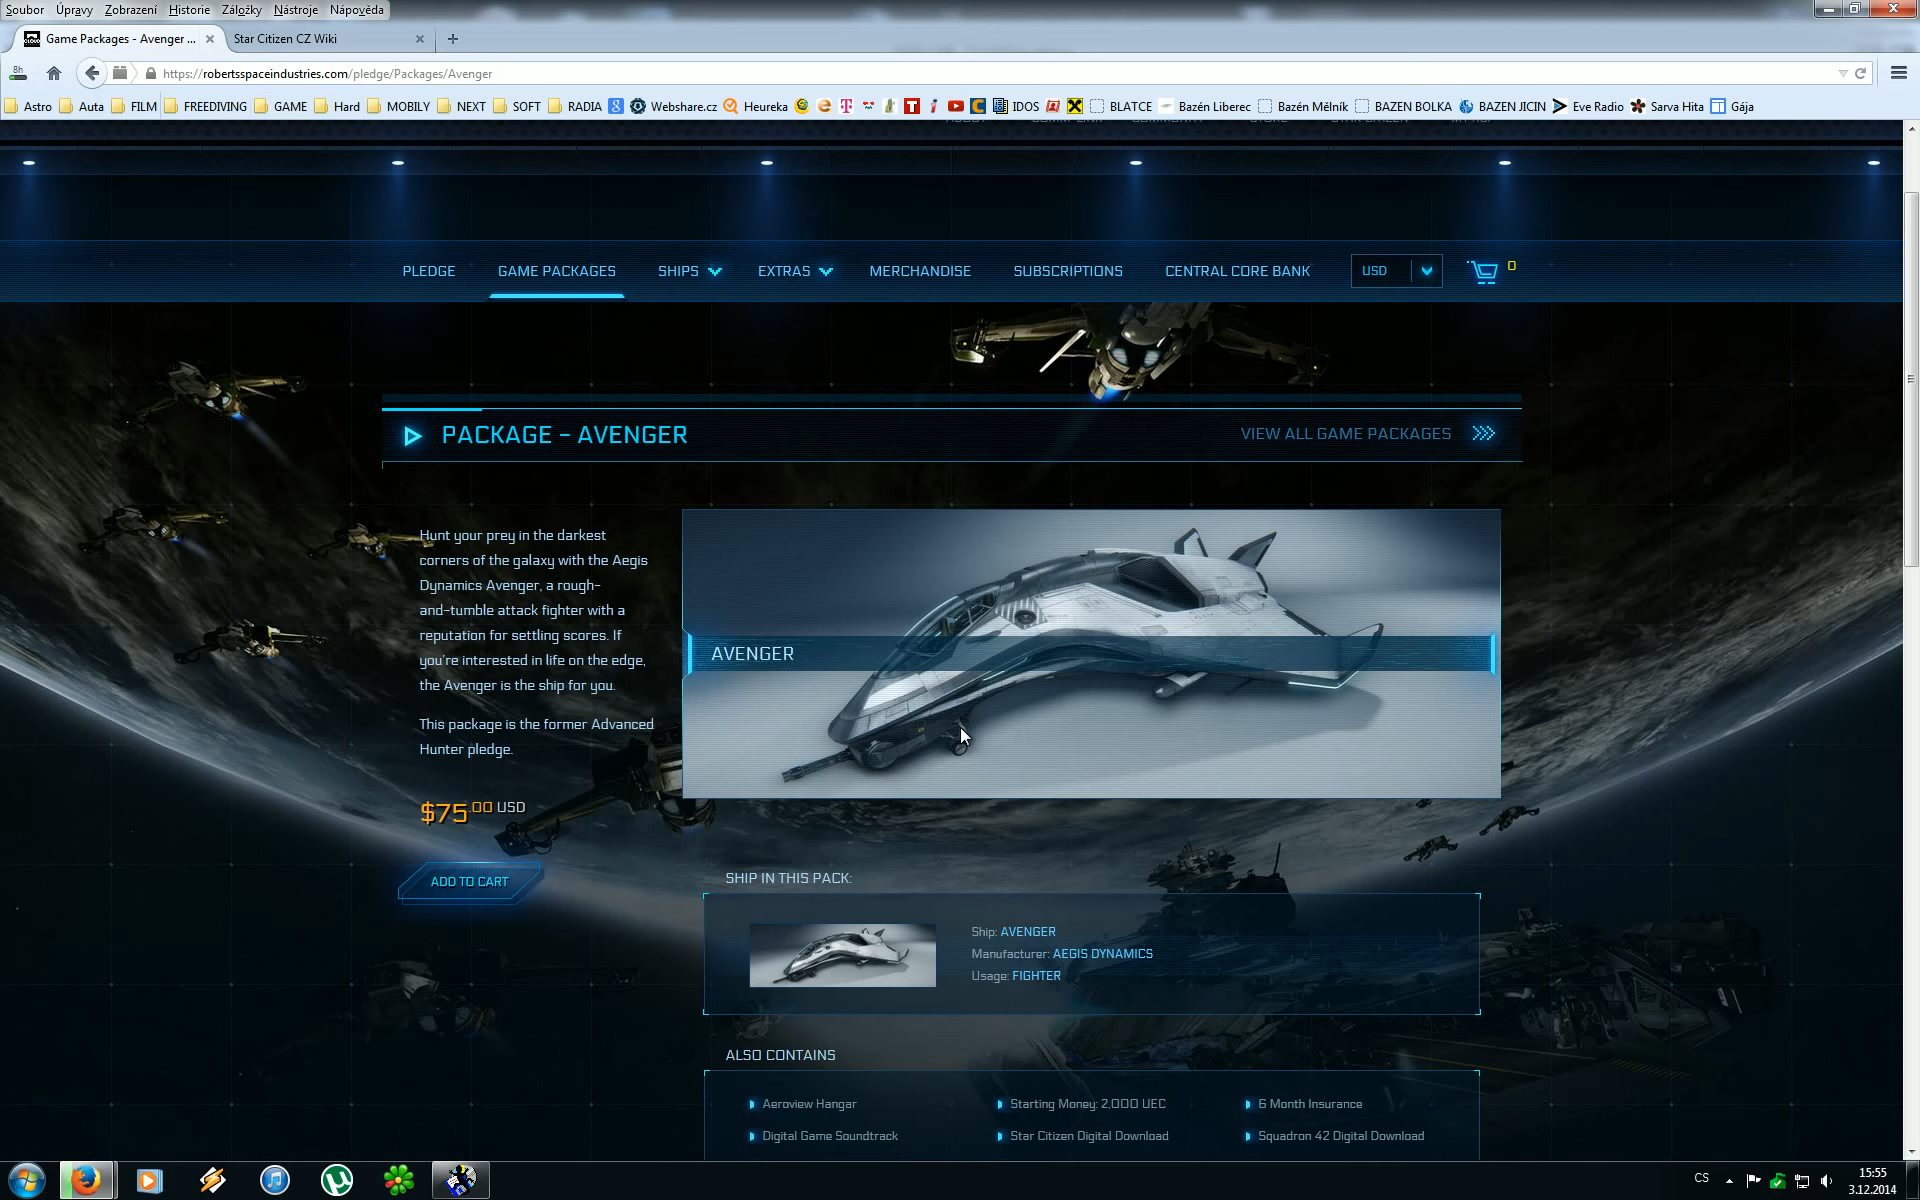 Soubor Úpravy Zobrazení Historie Záložky Nástroje Nápověda
Game Packages - Avenger ... Star Citizen CZ Wiki
8h https://robertsspaceindustries.com/pledge/Packages/Avenger
Astro Auta FILM FREEDIVING GAME Hard MOBILY NEXT SOFT RADIA Webshare.cz Heureka IDOS BLATCE Bazén Liberec Bazén Mělník BAZEN BOLKA BAZEN JICIN Eve Radio Sarva Hita Gája
PLEDGE GAME PACKAGES SHIPS EXTRAS MERCHANDISE SUBSCRIPTIONS CENTRAL CORE BANK USD 0
PACKAGE - AVENGER VIEW ALL GAME PACKAGES
Hunt your prey in the darkest
corners of the galaxy with the Aegis
Dynamics Avenger, a rough-
and-tumble attack fighter with a
reputation for settling scores. If
you're interested in life on the edge,
the Avenger is the ship for you.
This package is the former Advanced
Hunter pledge.
$75.00 USD
ADD TO CART
AVENGER
SHIP IN THIS PACK:
Ship: AVENGER
Manufacturer: AEGIS DYNAMICS
Usage: FIGHTER
ALSO CONTAINS
Aeroview Hangar Starting Money: 2,000 UEC 6 Month Insurance
Digital Game Soundtrack Star Citizen Digital Download Squadron 42 Digital Download
CS 15:55
3.12.2014